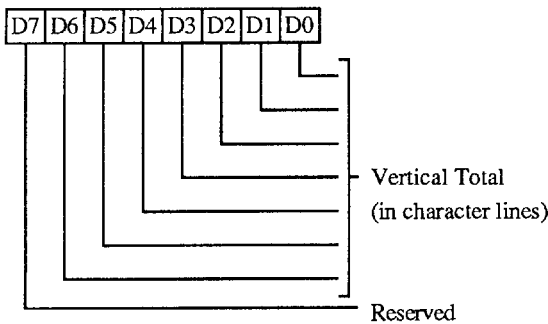 D7 D6 D5 D4 D3 D2 D1 D0
Vertical Total
(in character lines)
Reserved